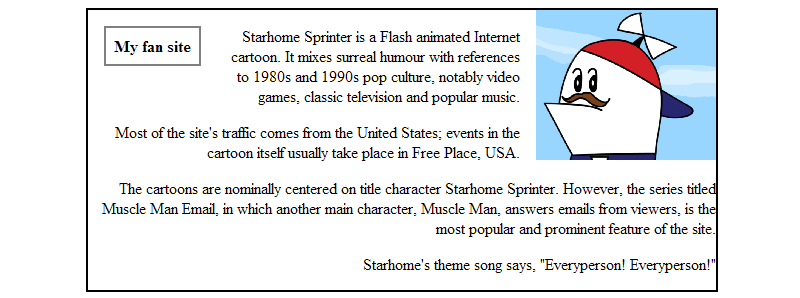 My fan site
Starhome Sprinter is a Flash animated Internet
cartoon. It mixes surreal humour with references
to 1980s and 1990s pop culture, notably video
games, classic television and popular music.
Most of the site's traffic comes from the United States; events in the
cartoon itself usually take place in Free Place, USA.
The cartoons are nominally centered on title character Starhome Sprinter. However, the series titled
Muscle Man Email, in which another main character, Muscle Man, answers emails from viewers, is the
most popular and prominent feature of the site.
Starhome's theme song says, "Everyperson! Everyperson!"